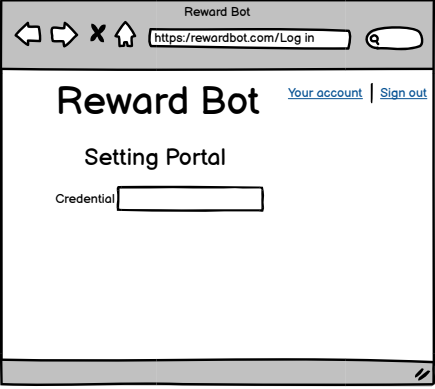 Reward Bot
https:/rewardbot.com/Log in
Your account | Sign out
Reward Bot
Setting Portal
Credential